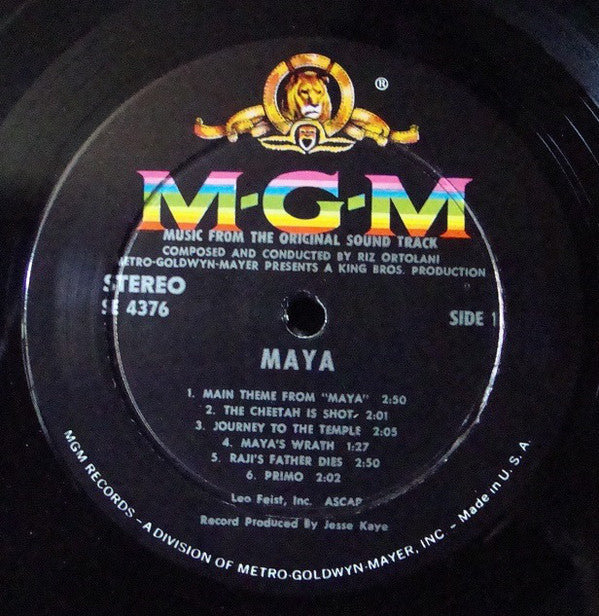 ®
M-G-M
MUSIC FROM THE ORIGINAL SOUND TRACK
COMPOSED AND CONDUCTED BY RIZ ORTOLANI
METRO-GOLDWYN-MAYER PRESENTS A KING BROS. PRODUCTION
STEREO
SE 4376
SIDE 1
MAYA
1. MAIN THEME FROM "MAYA" 2:50
2. THE CHEETAH IS SHOT 2:01
3. JOURNEY TO THE TEMPLE 2:05
4. MAYA'S WRATH 1:27
5. RAJI'S FATHER DIES 2:50
6. PRIMO 2:02
Leo Feist, Inc. ASCAP
Record Produced By Jesse Kaye
MGM RECORDS - A DIVISION OF METRO-GOLDWYN-MAYER, INC. - Made in U. S. A.